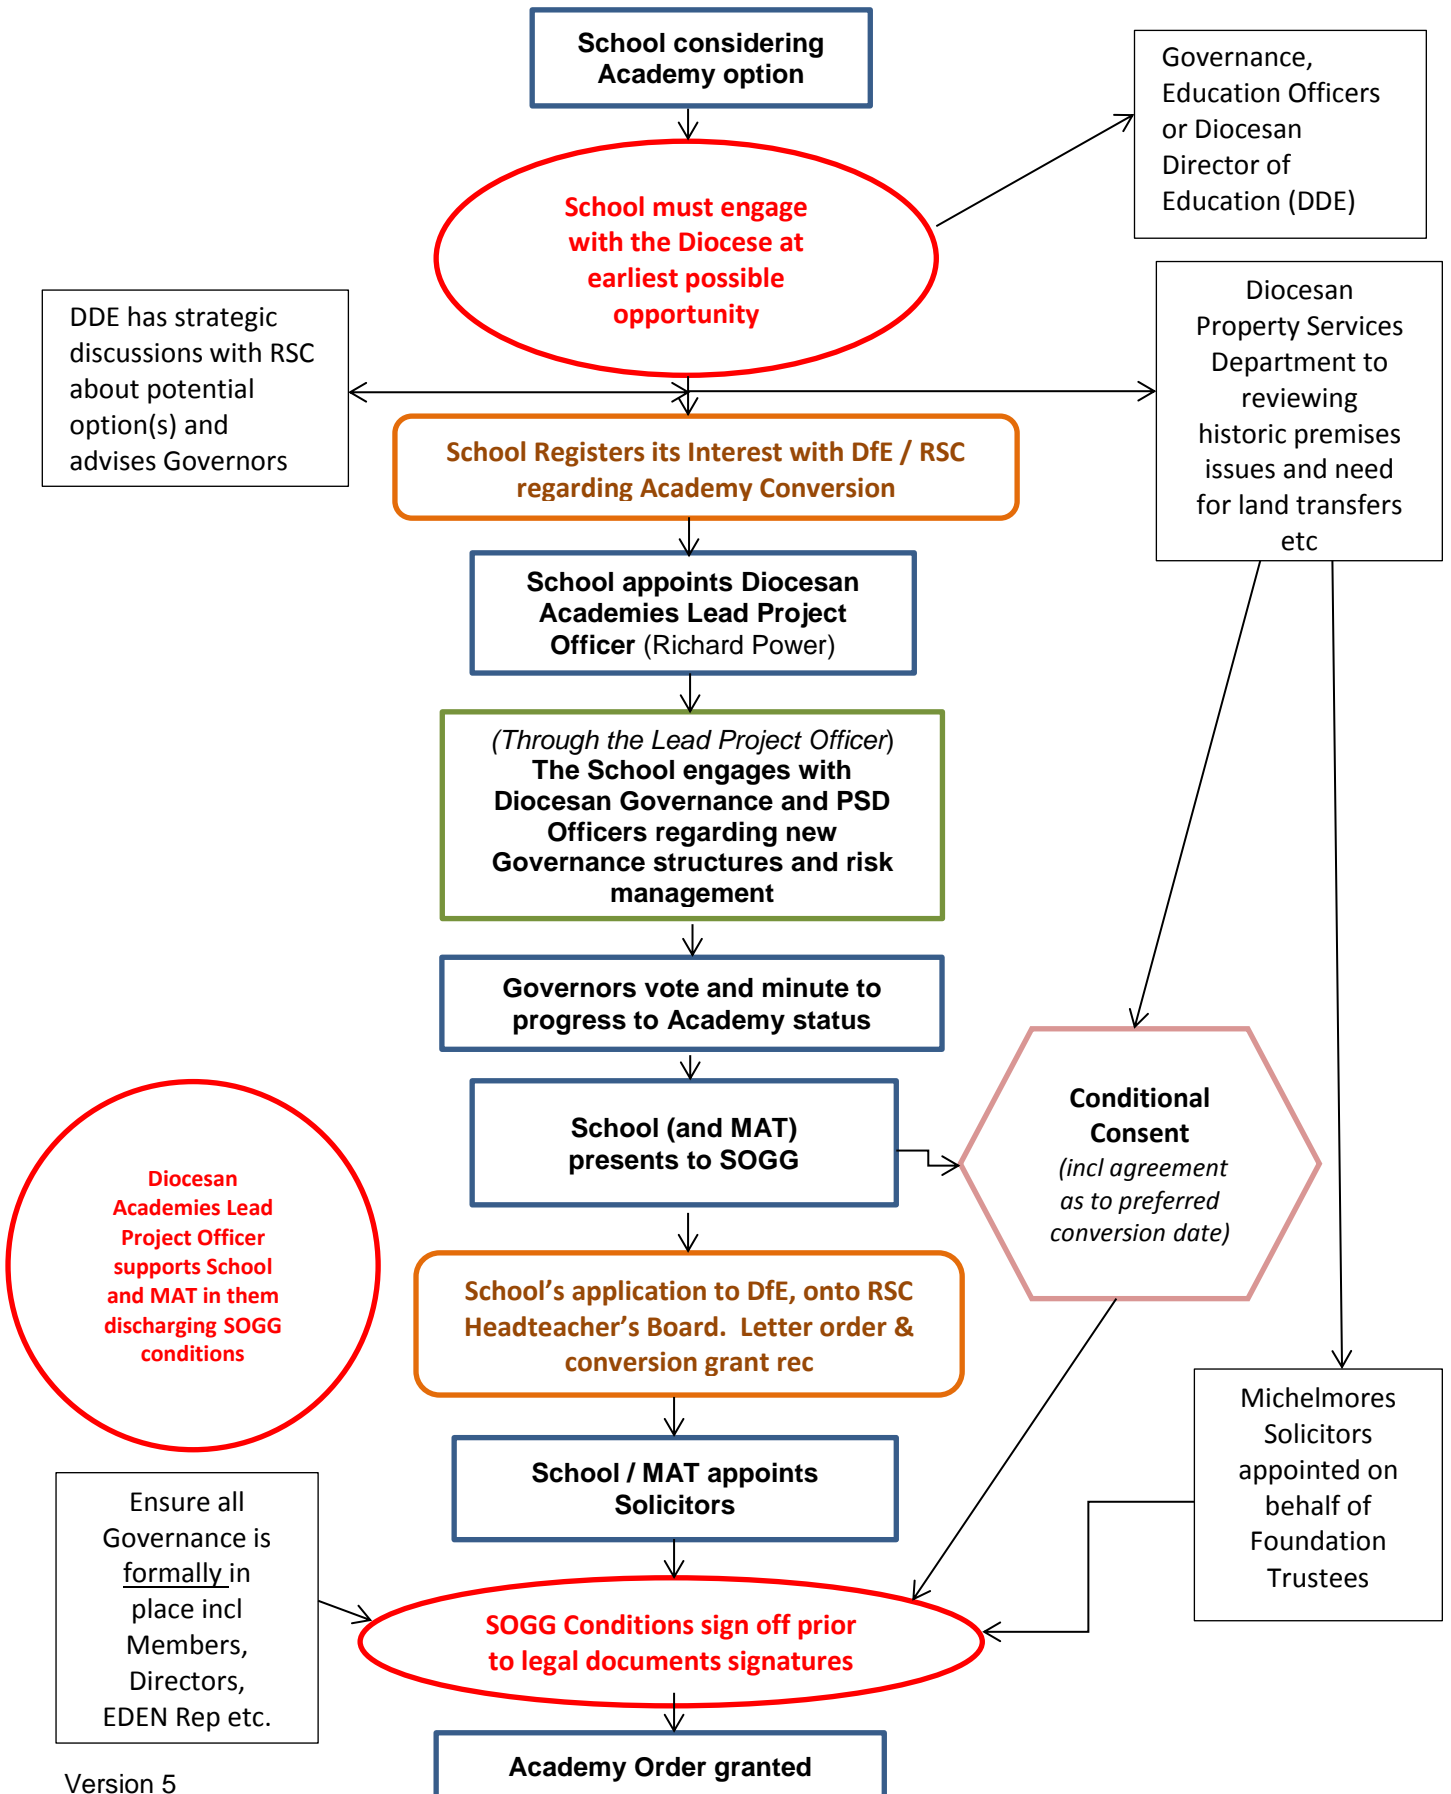 School considering
Academy option
Governance,
Education Officers
or Diocesan
Director of
Education (DDE)
School must engage
with the Diocese at
earliest possible
opportunity
DDE has strategic
discussions with RSC
about potential
option(s) and
advises Governors
Diocesan
Property Services
Department to
reviewing
historic premises
issues and need
for land transfers
etc
School Registers its Interest with DfE / RSC
regarding Academy Conversion
School appoints Diocesan
Academies Lead Project
Officer (Richard Power)
(Through the Lead Project Officer)
The School engages with
Diocesan Governance and PSD
Officers regarding new
Governance structures and risk
management
Governors vote and minute to
progress to Academy status
School (and MAT)
presents to SOGG
Conditional
Consent
(incl agreement
as to preferred
conversion date)
Diocesan
Academies Lead
Project Officer
supports School
and MAT in them
discharging SOGG
conditions
School’s application to DfE, onto RSC
Headteacher’s Board.  Letter order &
conversion grant rec
School / MAT appoints
Solicitors
Michelmores
Solicitors
appointed on
behalf of
Foundation
Trustees
Ensure all
Governance is
formally in
place incl
Members,
Directors,
EDEN Rep etc.
SOGG Conditions sign off prior
to legal documents signatures
Academy Order granted
Version 5